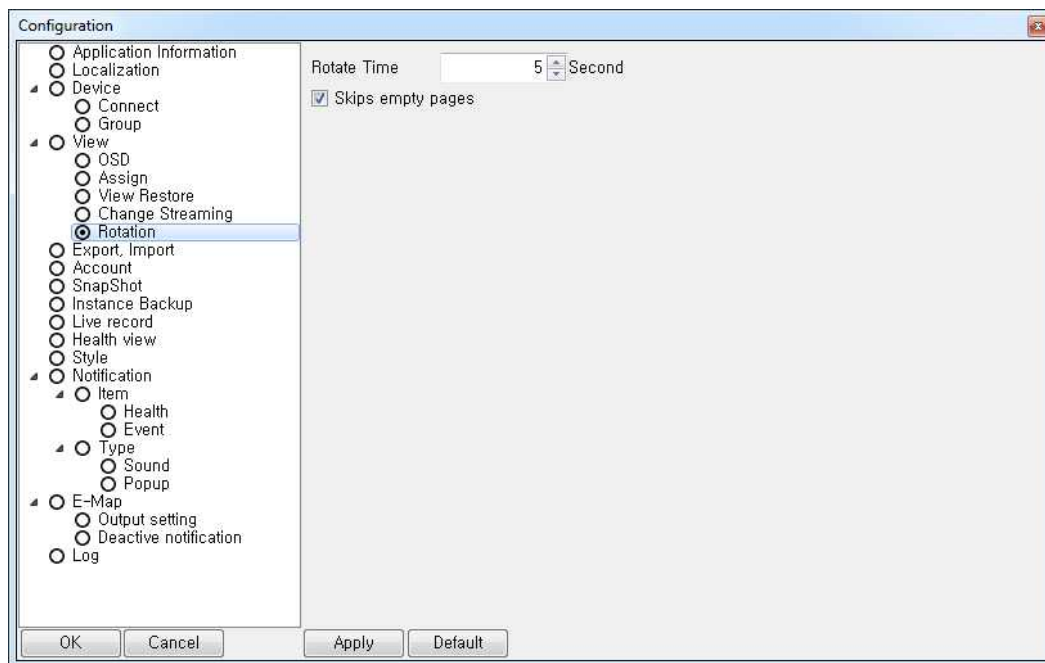 Configuration
Application Information
Localization
Device
Connect
Group
View
OSD
Assign
View Restore
Change Streaming
Rotation
Export, Import
Account
SnapShot
Instance Backup
Live record
Health view
Style
Notification
Item
Health
Event
Type
Sound
Popup
E-Map
Output setting
Deactive notification
Log
Rotate Time 5 Second
Skips empty pages
OK Cancel Apply Default